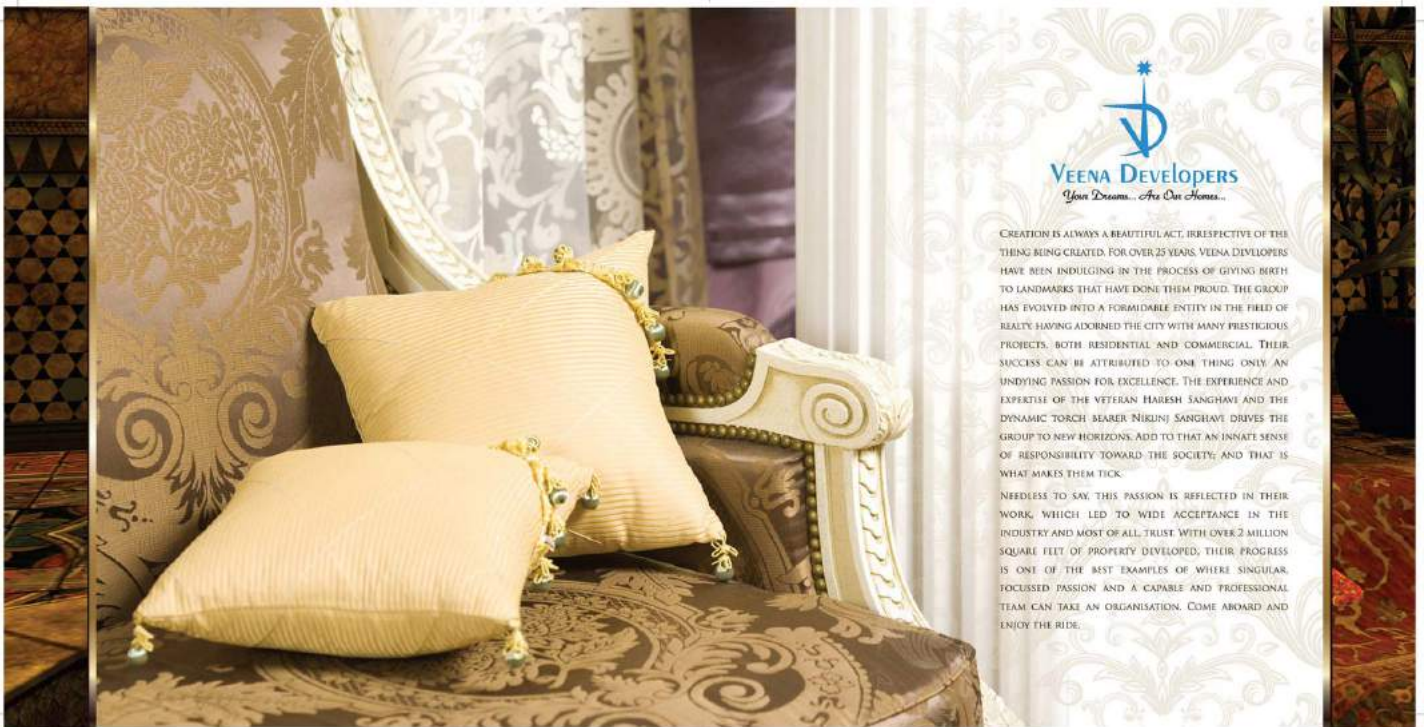 VEENA DEVELOPERS
Your Dreams... Are Our Homes...
CREATION IS ALWAYS A BEAUTIFUL ACT, IRRESPECTIVE OF THE
THING BEING CREATED. FOR OVER 25 YEARS, VEENA DEVELOPERS
HAVE BEEN INDULGING IN THE PROCESS OF GIVING BIRTH
TO LANDMARKS THAT HAVE DONE THEM PROUD. THE GROUP
HAS EVOLVED INTO A FORMIDABLE ENTITY IN THE FIELD OF
REALTY, HAVING ADORNED THE CITY WITH MANY PRESTIGIOUS
PROJECTS, BOTH RESIDENTIAL AND COMMERCIAL. THEIR
SUCCESS CAN BE ATTRIBUTED TO ONE THING ONLY. AN
UNDYING PASSION FOR EXCELLENCE. THE EXPERIENCE AND
EXPERTISE OF THE VETERAN HARESH SANGHAVI AND THE
DYNAMIC TORCH BEARER NIKUNJ SANGHAVI DRIVES THE
GROUP TO NEW HORIZONS. ADD TO THAT AN INNATE SENSE
OF RESPONSIBILITY TOWARD THE SOCIETY; AND THAT IS
WHAT MAKES THEM TICK.
NEEDLESS TO SAY, THIS PASSION IS REFLECTED IN THEIR
WORK, WHICH LED TO WIDE ACCEPTANCE IN THE
INDUSTRY AND MOST OF ALL, TRUST. WITH OVER 2 MILLION
SQUARE FEET OF PROPERTY DEVELOPED, THEIR PROGRESS
IS ONE OF THE BEST EXAMPLES OF WHERE SINGULAR,
FOCUSSED PASSION AND A CAPABLE AND PROFESSIONAL
TEAM CAN TAKE AN ORGANISATION. COME ABOARD AND
ENJOY THE RIDE.